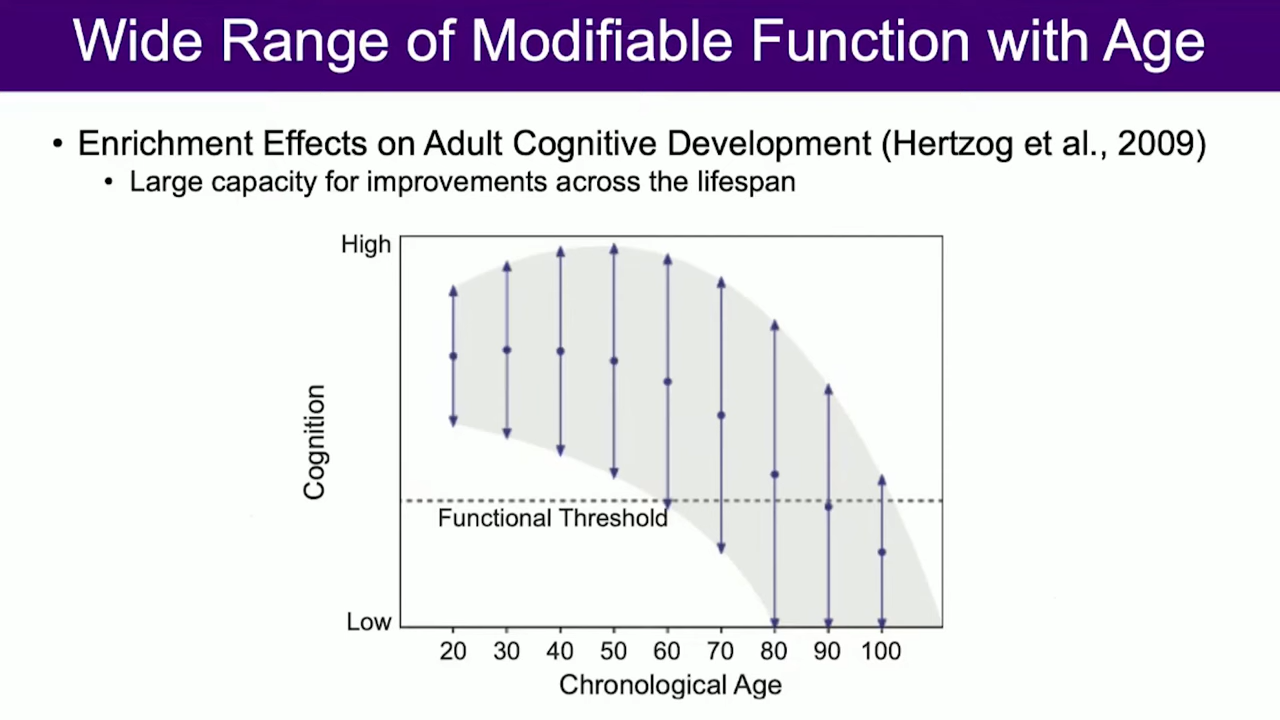 Wide Range of Modifiable Function with Age
• Enrichment Effects on Adult Cognitive Development (Hertzog et al., 2009)
• Large capacity for improvements across the lifespan
High
Cognition
Functional Threshold
Low
20 30 40 50 60 70 80 90 100
Chronological Age